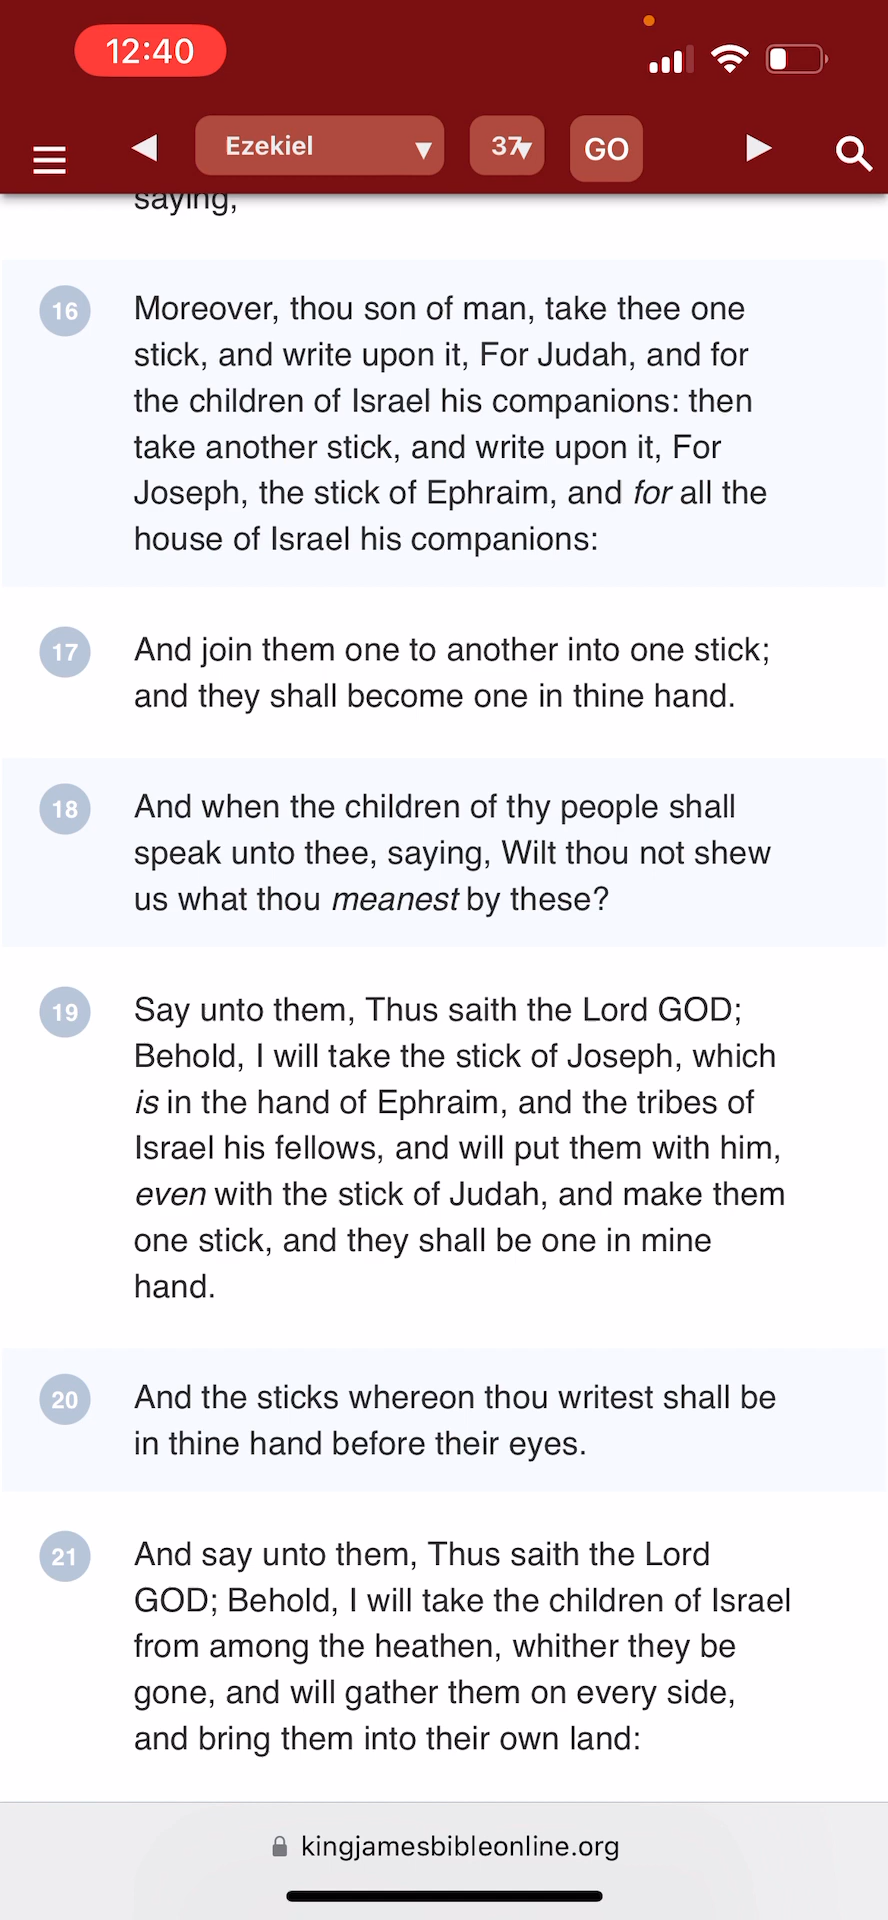 12:40
Ezekiel 37 GO
saying,
16 Moreover, thou son of man, take thee one
stick, and write upon it, For Judah, and for
the children of Israel his companions: then
take another stick, and write upon it, For
Joseph, the stick of Ephraim, and for all the
house of Israel his companions:
17 And join them one to another into one stick;
and they shall become one in thine hand.
18 And when the children of thy people shall
speak unto thee, saying, Wilt thou not shew
us what thou meanest by these?
19 Say unto them, Thus saith the Lord GOD;
Behold, I will take the stick of Joseph, which
is in the hand of Ephraim, and the tribes of
Israel his fellows, and will put them with him,
even with the stick of Judah, and make them
one stick, and they shall be one in mine
hand.
20 And the sticks whereon thou writest shall be
in thine hand before their eyes.
21 And say unto them, Thus saith the Lord
GOD; Behold, I will take the children of Israel
from among the heathen, whither they be
gone, and will gather them on every side,
and bring them into their own land:
kingjamesbibleonline.org